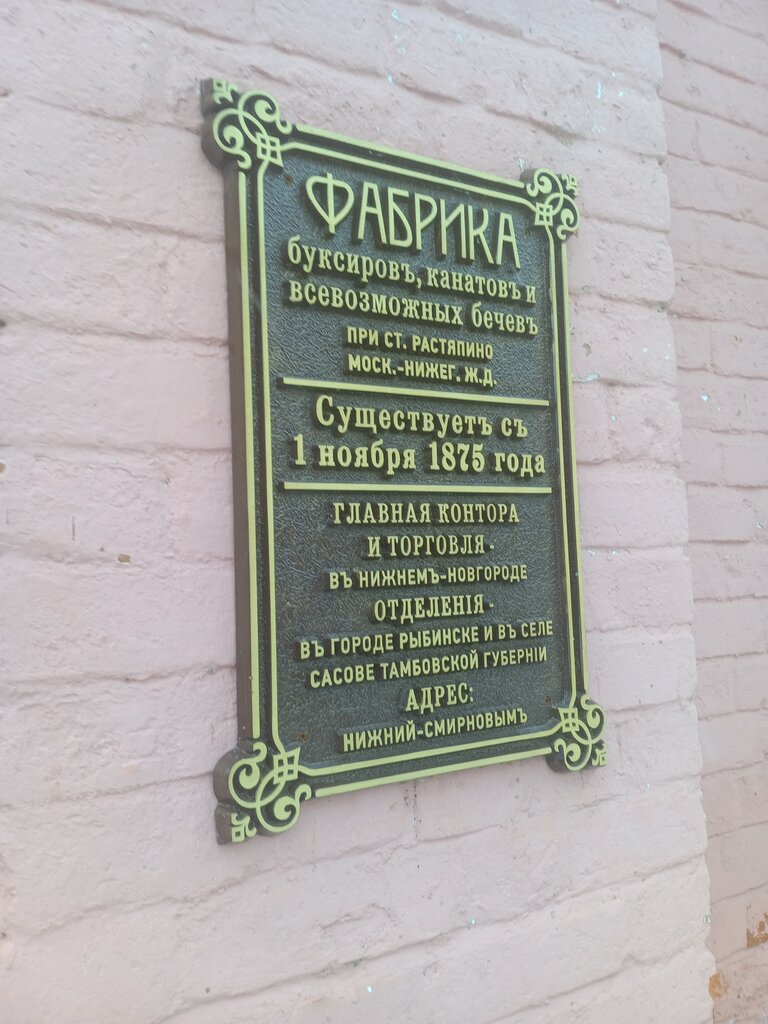 ФАБРИКА
буксировъ, канатовъ и
всевозможных бечевъ
ПРИ СТ. РАСТЯПИНО
МОСК.-НИЖЕГ. Ж.Д.
Существуетъ съ
1 ноября 1875 года
ГЛАВНАЯ КОНТОРА
И ТОРГОВЛЯ -
ВЪ НИЖНЕМЪ-НОВГОРОДЕ
ОТДЕЛЕНIЯ -
ВЪ ГОРОДЕ РЫБИНСКЕ И ВЪ СЕЛЕ
САСОВЕ ТАМБОВСКОЙ ГУБЕРНIИ
АДРЕС:
НИЖНИЙ-СМИРНОВЫМЪ